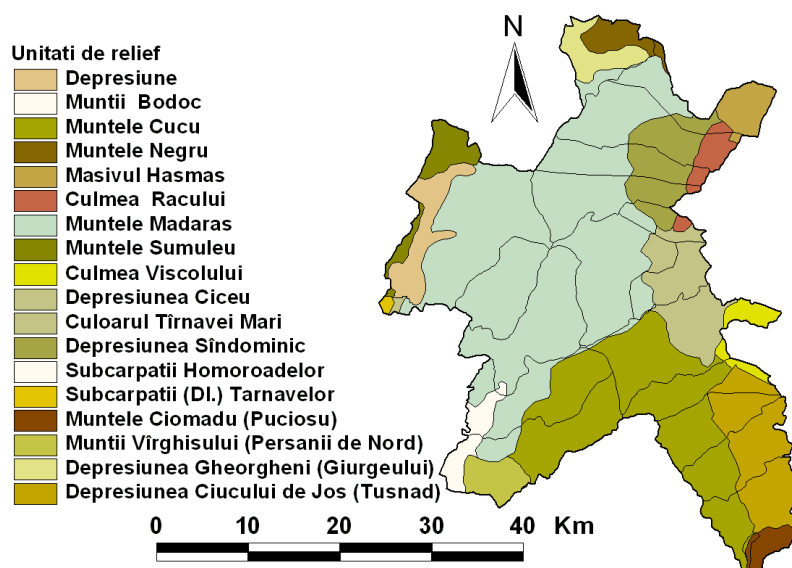 N
Unitati de relief
Depresiune
Muntii Bodoc
Muntele Cucu
Muntele Negru
Masivul Hasmas
Culmea Racului
Muntele Madaras
Muntele Sumuleu
Culmea Viscolului
Depresiunea Ciceu
Culoarul Tîrnavei Mari
Depresiunea Sîndominic
Subcarpatii Homoroadelor
Subcarpatii (Dl.) Tarnavelor
Muntele Ciomadu (Puciosu)
Muntii Vîrghisului (Persanii de Nord)
Depresiunea Gheorgheni (Giurgeului)
Depresiunea Ciucului de Jos (Tusnad)
0 10 20 30 40 Km